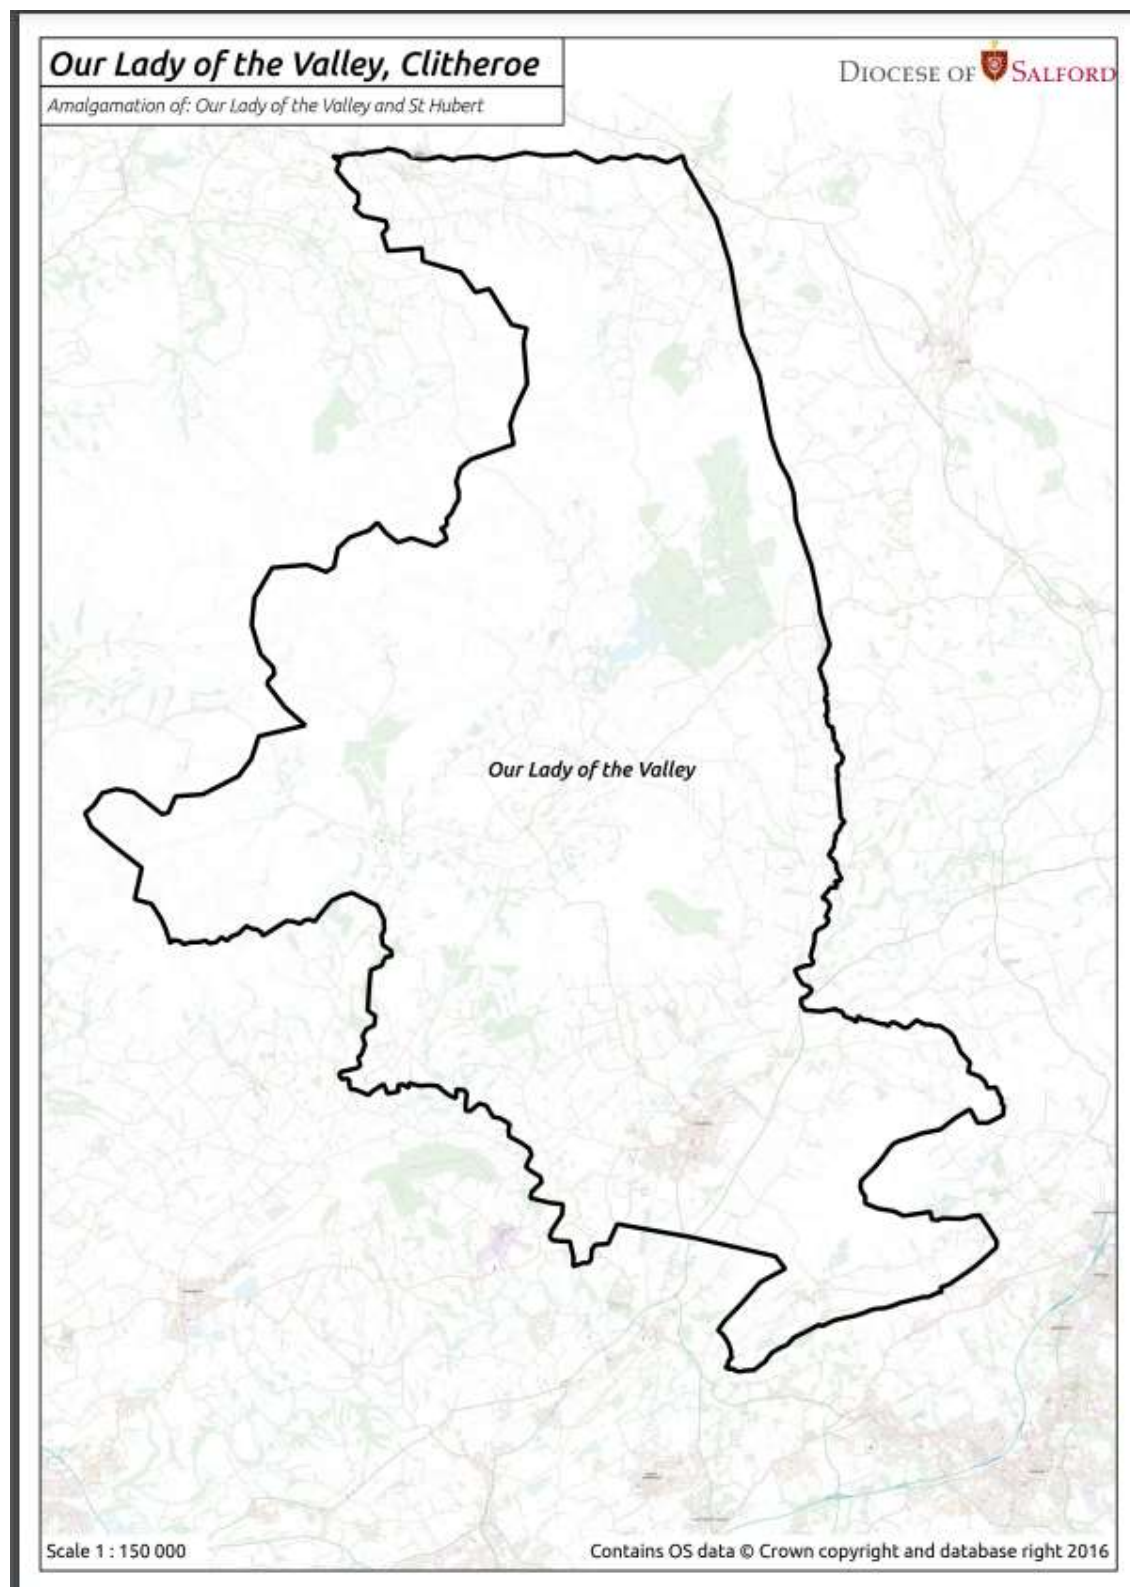 Our Lady of the Valley, Clitheroe
Amalgamation of: Our Lady of the Valley and St Hubert
DIOCESE OF SALFORD
Our Lady of the Valley
Scale 1 : 150 000
Contains OS data © Crown copyright and database right 2016